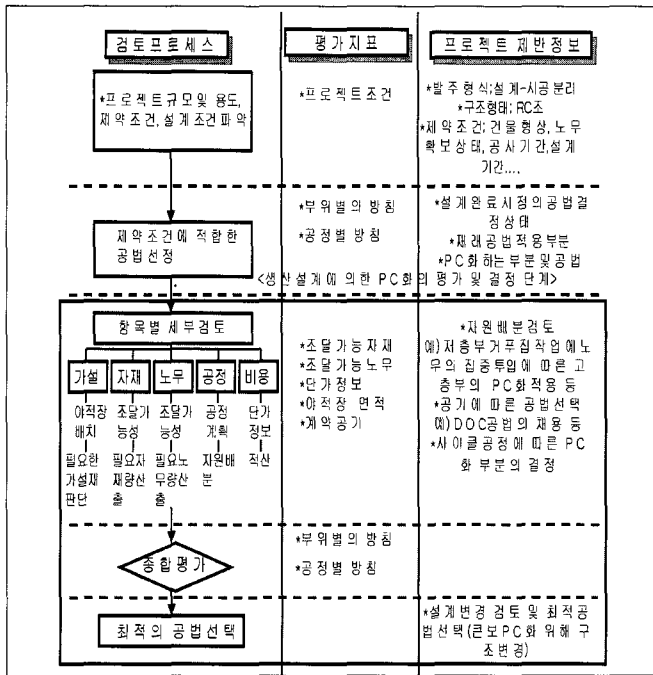 검토프로세스
평가지표
프로젝트 제반정보
*프로젝트규모및 용도,
제약조건,설계조건파악
*프로젝트조건
*발주형식;설계-시공분리
*구조형태; RC조
*제약조건; 건물형상, 노무
확보상태, 공사기간,설계
기간....
제약조건에 적합한
공법선정
*부위별의 방침
*공정별 방침
*설계완료시점의공법결
정상태
*재래공법적용부분
*PC화하는부분및공법
<생산설계에 의한 PC화의 평가 및 결정 단계>
항목별 세부검토
가설
자재
노무
공정
비용
야적장
배치
필요한
가설재
판단
조달가
능성
필요자
재량산
출
조달가
능성
필요노
무량산
출
공정
계획
자원배
분
단가
정보
적산
*조달가능자재
*조달가능노무
*단가정보
*야적장 면적
*계약공기
*자원배분검토
예)저층부거푸집작업에노
무의 집중투입에 따른 고
층부의 PC화적용 등
*공기에 따른 공법선택
예)DOC공법의 채용 등
*사이클공정에 따른 PC
화 부분의 결정
종합평가
*부위별의 방침
*공정별 방침
최적의 공법선택
*설계변경 검토 및 최적공
법선택(큰보PC화 위해 구
조변경)